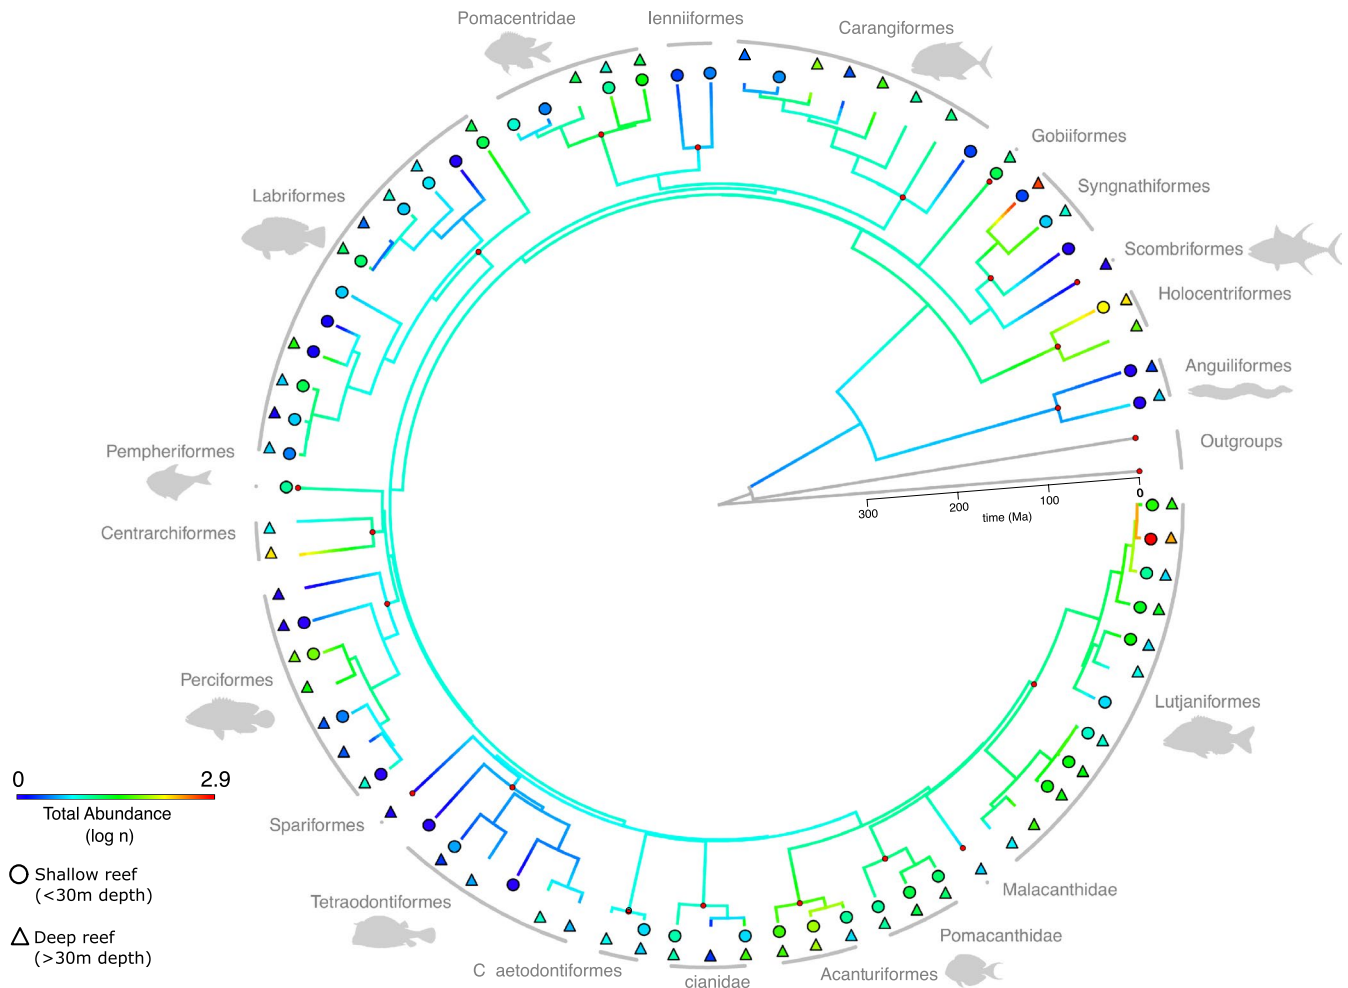 Pomacentridae
lenniiformes
Carangiformes
Gobiiformes
Syngnathiformes
Labriformes
Scombriformes
Holocentriformes
Anguiliformes
Outgroups
Pempheriformes
0
100
200
300
time (Ma)
Centrarchiformes
Perciformes
Lutjaniformes
0 2.9
Total Abundance
(log n)
Spariformes
Shallow reef
(<30m depth)
Malacanthidae
Tetraodontiformes
Deep reef
(>30m depth)
Pomacanthidae
C aetodontiformes
cianidae
Acanturiformes